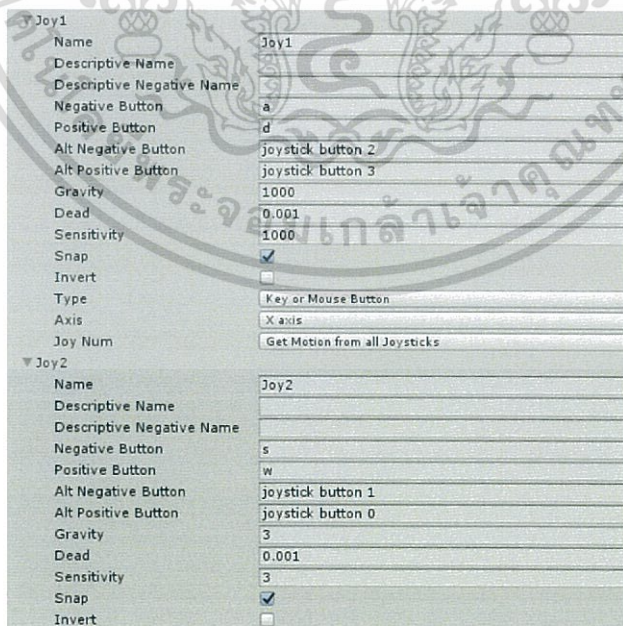 Joy1
Name Joy1
Descriptive Name
Descriptive Negative Name
Negative Button a
Positive Button d
Alt Negative Button joystick button 2
Alt Positive Button joystick button 3
Gravity 1000
Dead 0.001
Sensitivity 1000
Snap
Invert
Type Key or Mouse Button
Axis X axis
Joy Num Get Motion from all Joysticks
Joy2
Name Joy2
Descriptive Name
Descriptive Negative Name
Negative Button s
Positive Button w
Alt Negative Button joystick button 1
Alt Positive Button joystick button 0
Gravity 3
Dead 0.001
Sensitivity 3
Snap
Invert